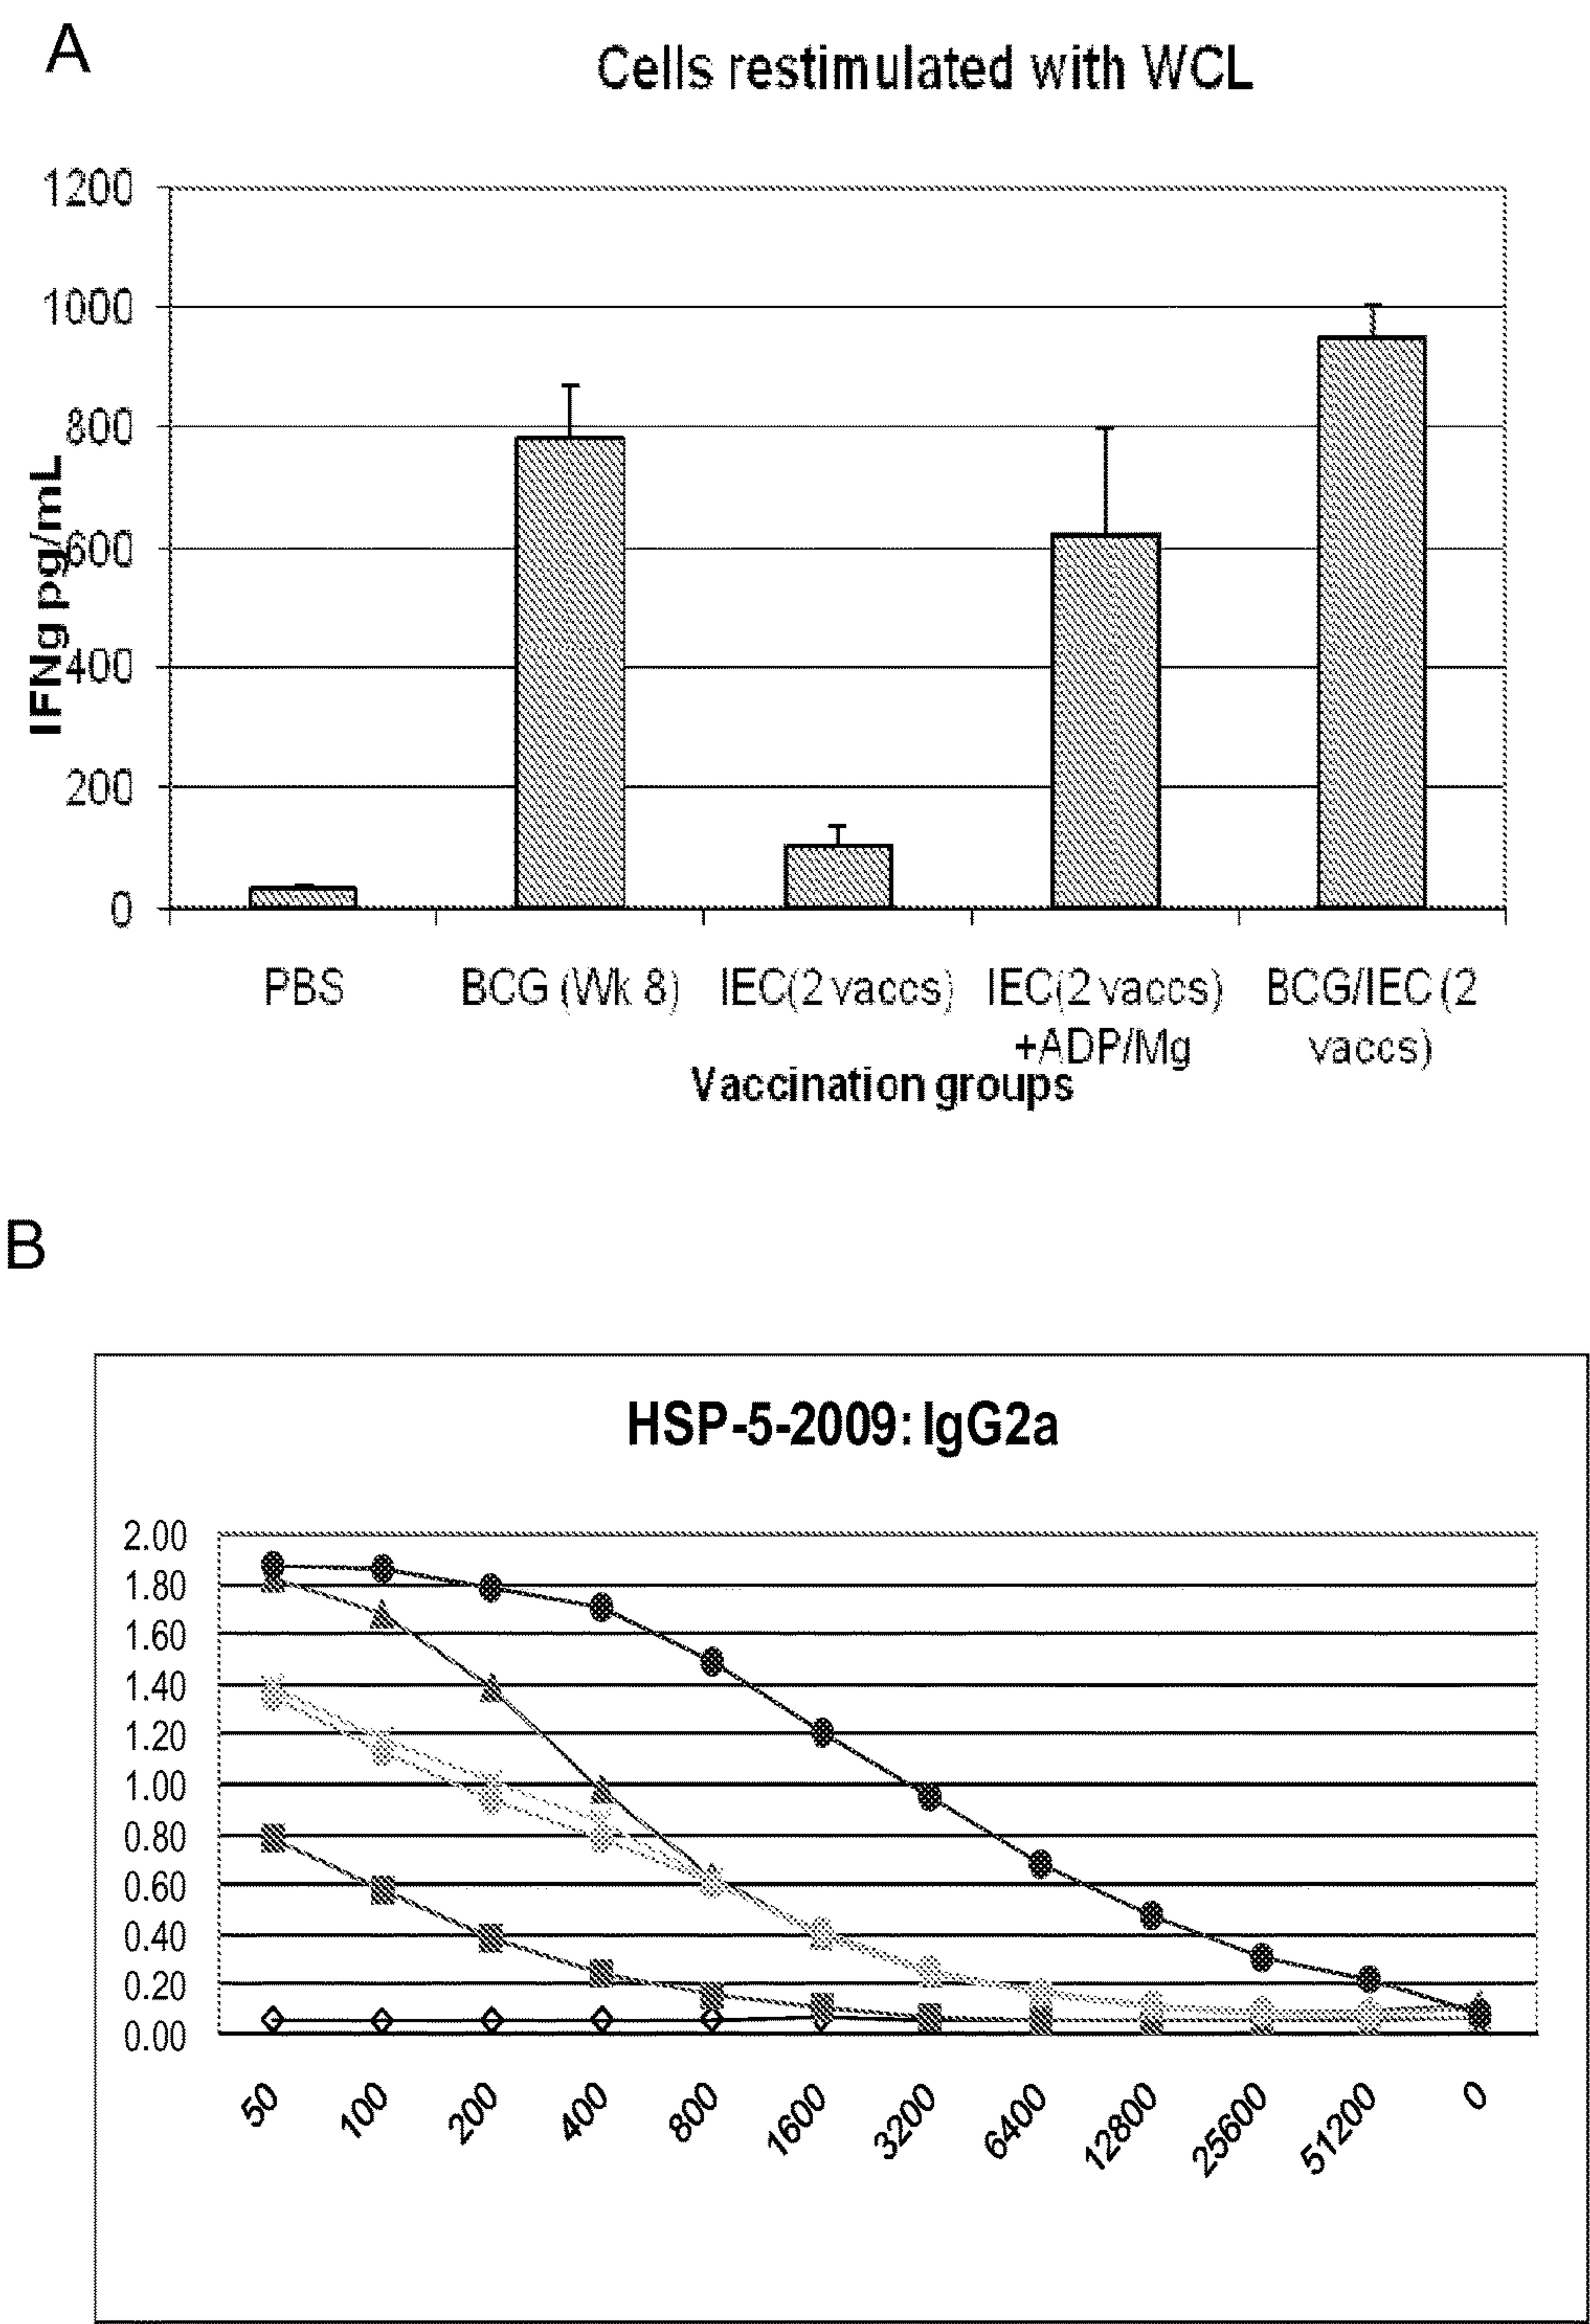 A
Cells restimulated with WCL
1200
1000
800
600
400
200
0
IFNg pg/mL
PBS
BCG (Wk 8)
IEC(2 vaccs)
IEC(2 vaccs)
+ADP/Mg
BCG/IEC (2
vaccs)
Vaccination groups
B
HSP-5-2009: IgG2a
2.00
1.80
1.60
1.40
1.20
1.00
0.80
0.60
0.40
0.20
0.00
50
100
200
400
800
1600
3200
6400
12800
25600
51200
0